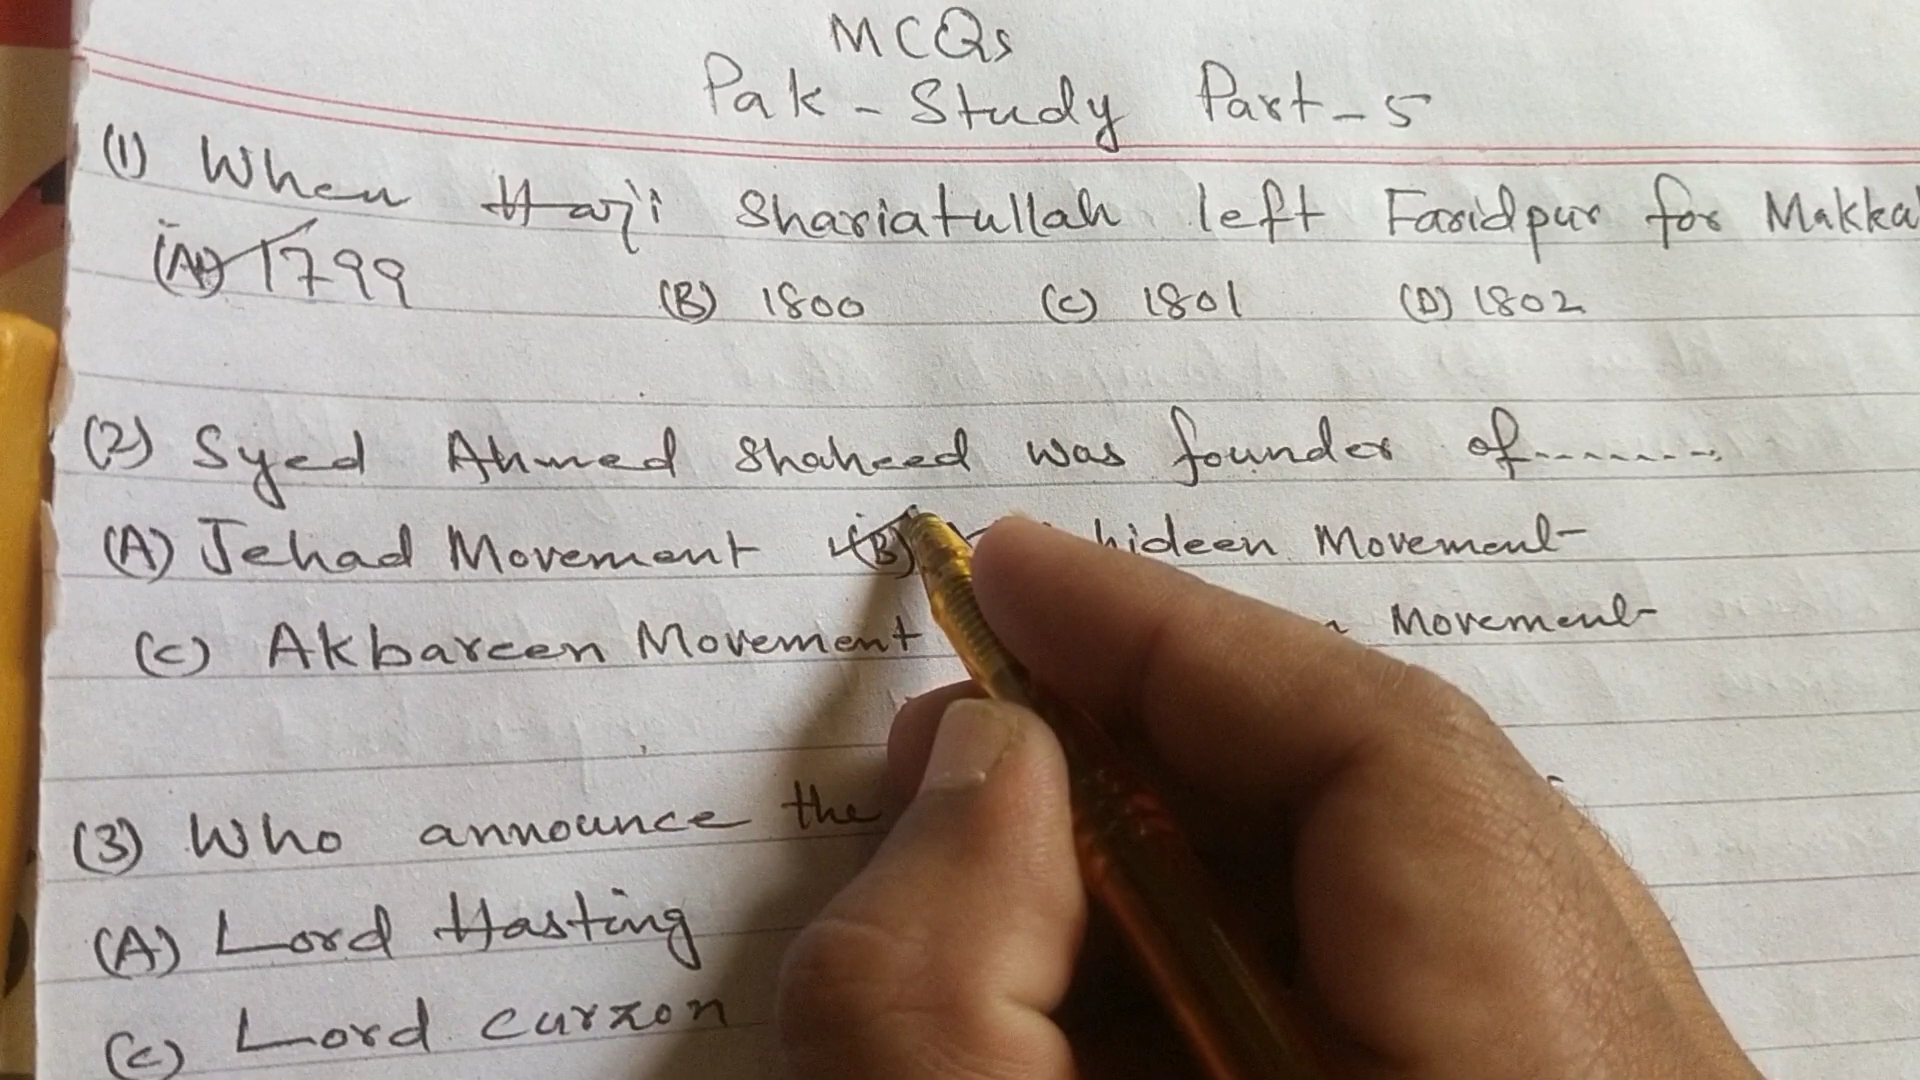 MCQs
Pak - Study Part - 5
(1) When Haji Shariatullah left Faridpur for Makkah
(A) 1799 (B) 1800 (C) 1801 (D) 1802
(2) Syed Ahmed Shaheed was founder of........
(A) Jehad Movement (B) hideen Movement
(C) Akbareen Movement Movement
(3) Who announce the
(A) Lord Hasting
(C) Lord curzon